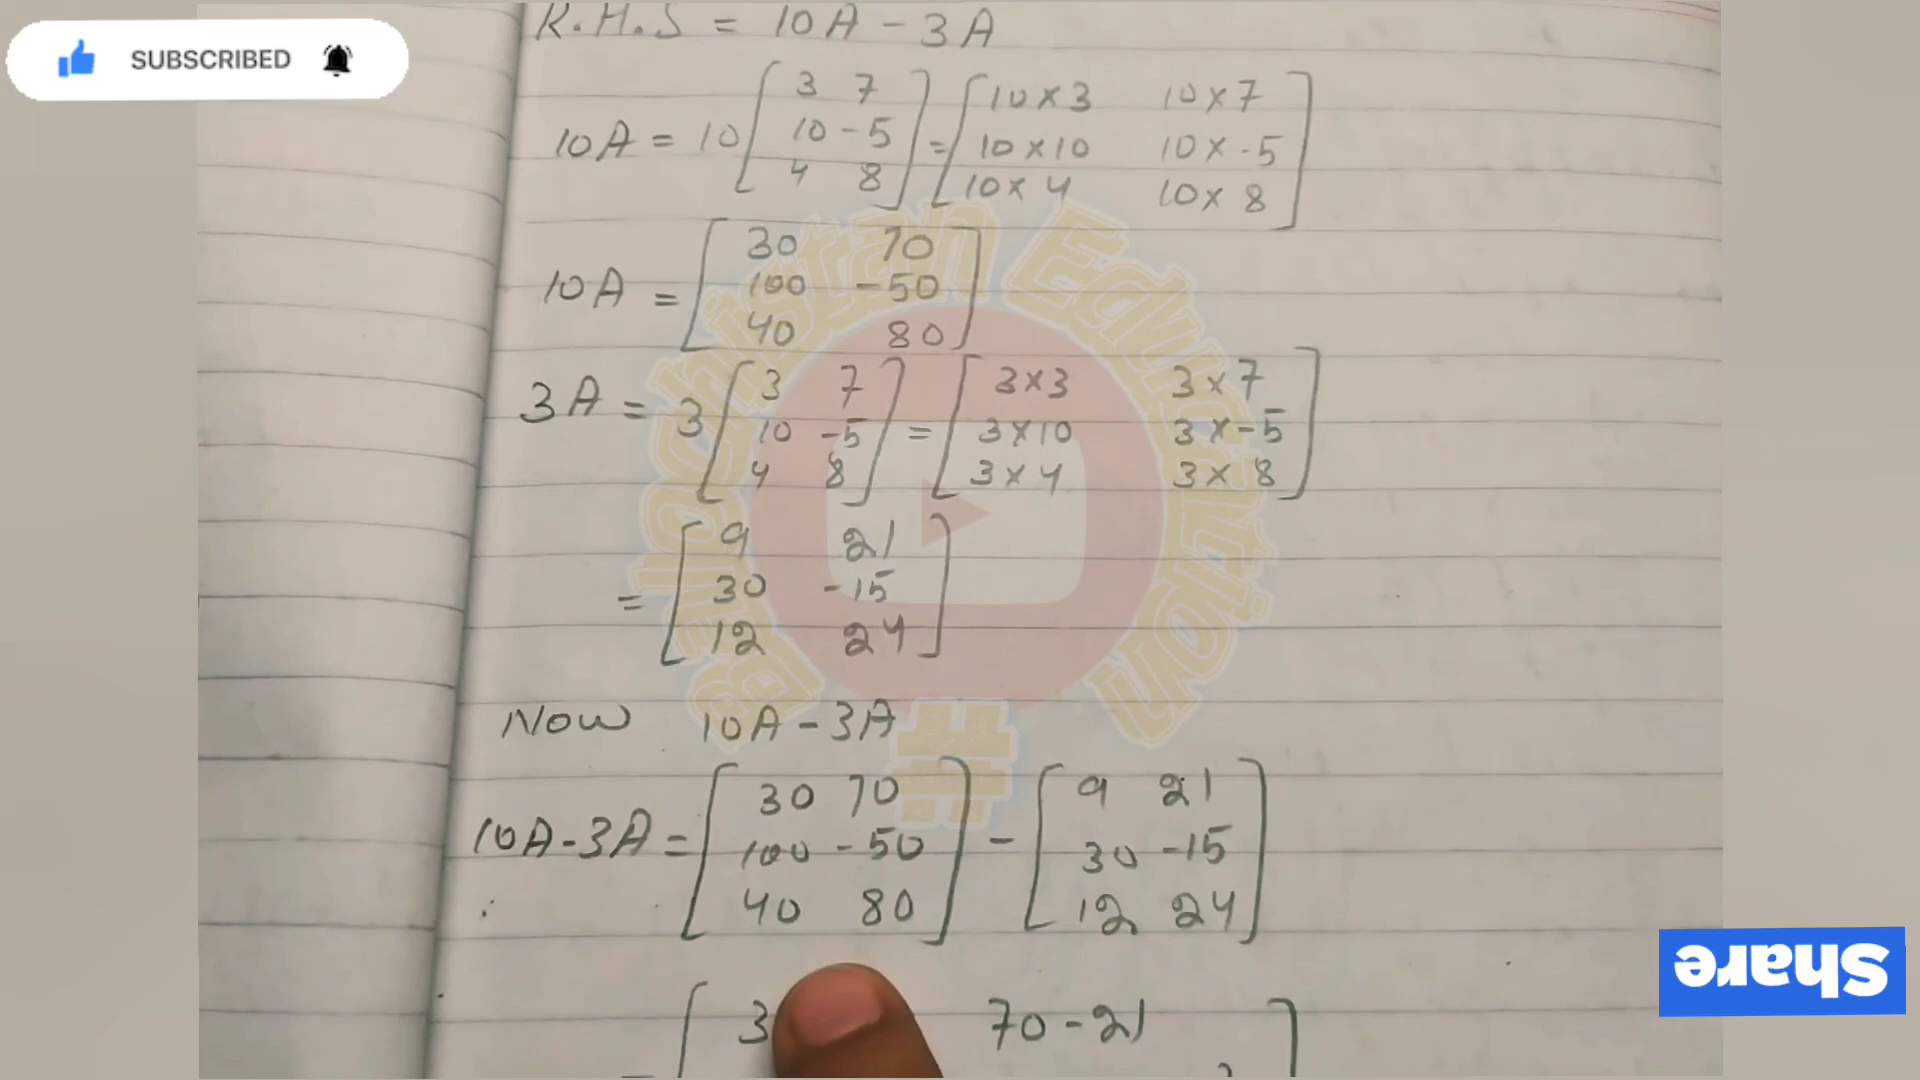 SUBSCRIBED
R.H.S = 10A - 3A
10A = 10 [ 3 7 ] = [ 10 × 3 10 × 7 ]
10 -5 10 × 10 10 × -5
4 8 10 × 4 10 × 8
10A = [ 30 70 ]
100 -50
40 80
3A = 3 [ 3 7 ] = [ 3×3 3×7 ]
10 -5 3×10 3×-5
4 8 3×4 3×8
= [ 9 21 ]
30 -15
12 24
Now 10A - 3A
10A - 3A = [ 30 70 ] - [ 9 21 ]
100 -50 30 -15
40 80 12 24
70 - 21
Share
Balochistan Education
#: